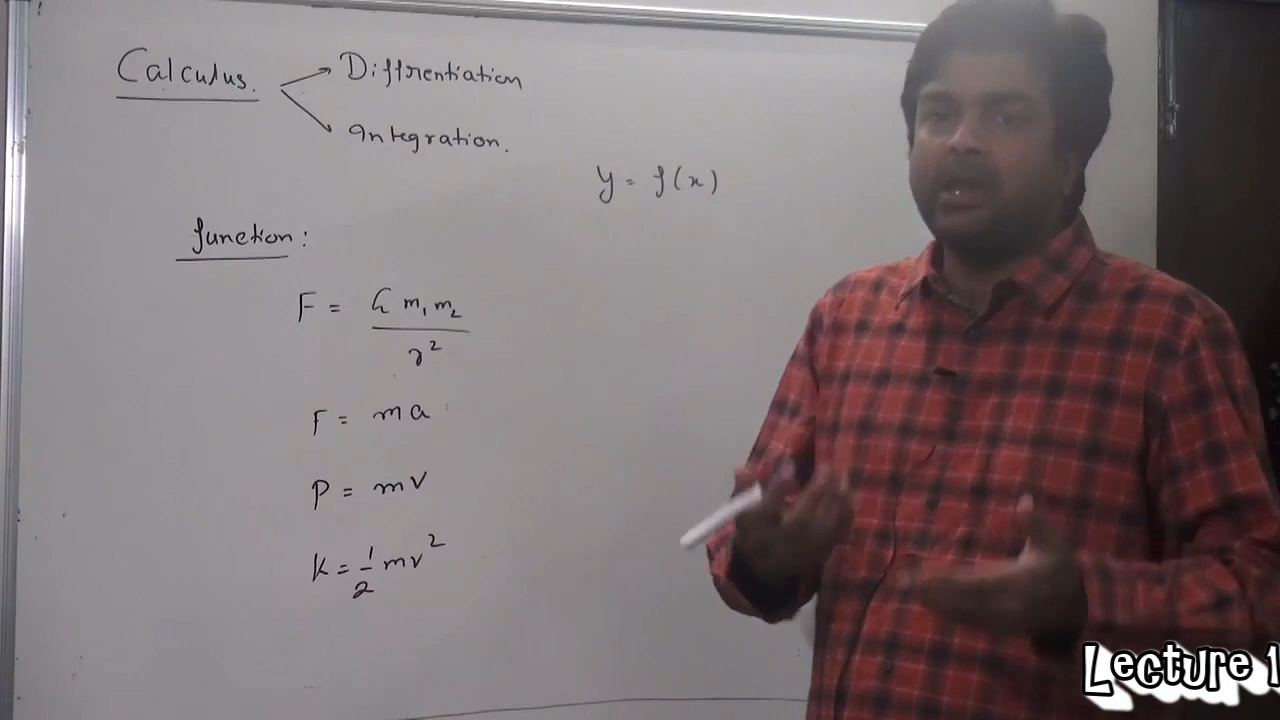 Calculus. → Diffrentiation
→ Integration.
y = f(x)
function:
F = G m₁ m₂ / r²
F = ma
P = mv
K = 1/2 mv²
Lecture 1